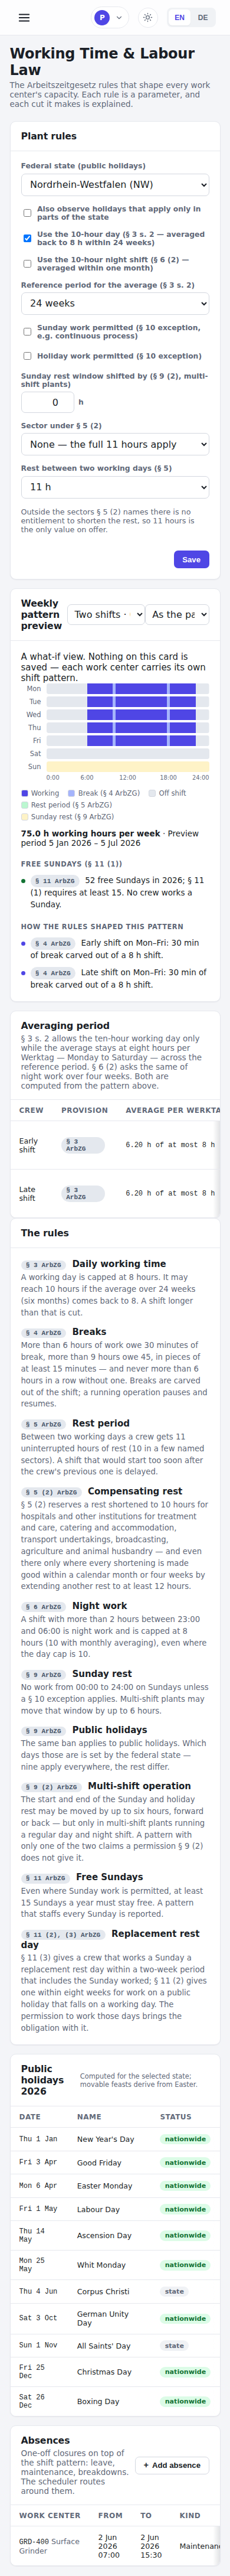 P
EN
DE
Working Time & Labour
Law
The Arbeitszeitgesetz rules that shape every work
center's capacity. Each rule is a parameter, and
each cut it makes is explained.
Plant rules
Federal state (public holidays)
Nordrhein-Westfalen (NW)
Also observe holidays that apply only in
parts of the state
Use the 10-hour day (§ 3 s. 2 — averaged
back to 8 h within 24 weeks)
Use the 10-hour night shift (§ 6 (2) —
averaged within one month)
Reference period for the average (§ 3 s. 2)
24 weeks
Sunday work permitted (§ 10 exception,
e.g. continuous process)
Holiday work permitted (§ 10 exception)
Sunday rest window shifted by (§ 9 (2), multi-
shift plants)
0 h
Sector under § 5 (2)
None — the full 11 hours apply
Rest between two working days (§ 5)
11 h
Outside the sectors § 5 (2) names there is no
entitlement to shorten the rest, so 11 hours is
the only value on offer.
Save
Weekly
pattern
preview
Two shifts ·
As the pa
A what-if view. Nothing on this card is
saved — each work center carries its own
shift pattern.
Mon
Tue
Wed
Thu
Fri
Sat
Sun
0:00 6:00 12:00 18:00 24:00
Working Break (§ 4 ArbZG) Off shift
Rest period (§ 5 ArbZG)
Sunday rest (§ 9 ArbZG)
75.0 h working hours per week · Preview
period 5 Jan 2026 – 5 Jul 2026
FREE SUNDAYS (§ 11 (1))
§ 11 ArbZG 52 free Sundays in 2026; § 11
(1) requires at least 15. No crew works a
Sunday.
HOW THE RULES SHAPED THIS PATTERN
§ 4 ArbZG Early shift on Mon–Fri: 30 min
of break carved out of a 8 h shift.
§ 4 ArbZG Late shift on Mon–Fri: 30 min of
break carved out of a 8 h shift.
Averaging period
§ 3 s. 2 allows the ten-hour working day only
while the average stays at eight hours per
Werktag — Monday to Saturday — across the
reference period. § 6 (2) asks the same of
night work over four weeks. Both are
computed from the pattern above.
CREW PROVISION AVERAGE PER WERKTA
Early
shift
§ 3
ArbZG
6.20 h of at most 8 h
Late
shift
§ 3
ArbZG
6.20 h of at most 8 h
The rules
§ 3 ArbZG Daily working time
A working day is capped at 8 hours. It may
reach 10 hours if the average over 24 weeks
(six months) comes back to 8. A shift longer
than that is cut.
§ 4 ArbZG Breaks
More than 6 hours of work owe 30 minutes of
break, more than 9 hours owe 45, in pieces of
at least 15 minutes — and never more than 6
hours in a row without one. Breaks are carved
out of the shift; a running operation pauses and
resumes.
§ 5 ArbZG Rest period
Between two working days a crew gets 11
uninterrupted hours of rest (10 in a few named
sectors). A shift that would start too soon after
the crew's previous one is delayed.
§ 5 (2) ArbZG Compensating rest
§ 5 (2) reserves a rest shortened to 10 hours for
hospitals and other institutions for treatment
and care, catering and accommodation,
transport undertakings, broadcasting,
agriculture and animal husbandry — and even
there only where every shortening is made
good within a calendar month or four weeks by
extending another rest to at least 12 hours.
§ 6 ArbZG Night work
A shift with more than 2 hours between 23:00
and 06:00 is night work and is capped at 8
hours (10 with monthly averaging), even where
the day cap is 10.
§ 9 ArbZG Sunday rest
No work from 00:00 to 24:00 on Sundays unless
a § 10 exception applies. Multi-shift plants may
move that window by up to 6 hours.
§ 9 ArbZG Public holidays
The same ban applies to public holidays. Which
days those are is set by the federal state —
nine apply everywhere, the rest differ.
§ 9 (2) ArbZG Multi-shift operation
The start and end of the Sunday and holiday
rest may be moved by up to six hours, forward
or back — but only in multi-shift plants running
a regular day and night shift. A pattern with
only one of the two claims a permission § 9 (2)
does not give it.
§ 11 ArbZG Free Sundays
Even where Sunday work is permitted, at least
15 Sundays a year must stay free. A pattern
that staffs every Sunday is reported.
§ 11 (2), (3) ArbZG Replacement rest
day
§ 11 (3) gives a crew that works a Sunday a
replacement rest day within a two-week period
that includes the Sunday worked; § 11 (2) gives
one within eight weeks for work on a public
holiday that falls on a working day. The
permission to work those days brings the
obligation with it.
Public
holidays
2026
Computed for the selected state;
movable feasts derive from Easter.
DATE NAME STATUS
Thu 1 Jan New Year's Day nationwide
Fri 3 Apr Good Friday nationwide
Mon 6 Apr Easter Monday nationwide
Fri 1 May Labour Day nationwide
Thu 14
May
Ascension Day nationwide
Mon 25
May
Whit Monday nationwide
Thu 4 Jun Corpus Christi state
Sat 3 Oct German Unity
Day
nationwide
Sun 1 Nov All Saints' Day state
Fri 25
Dec
Christmas Day nationwide
Sat 26
Dec
Boxing Day nationwide
Absences
One-off closures on top of
the shift pattern: leave,
maintenance, breakdowns.
The scheduler routes
around them.
+ Add absence
WORK CENTER FROM TO KIND
GRD-400 Surface
Grinder
2 Jun
2026
07:00
2 Jun
2026
15:30
Maintenanc